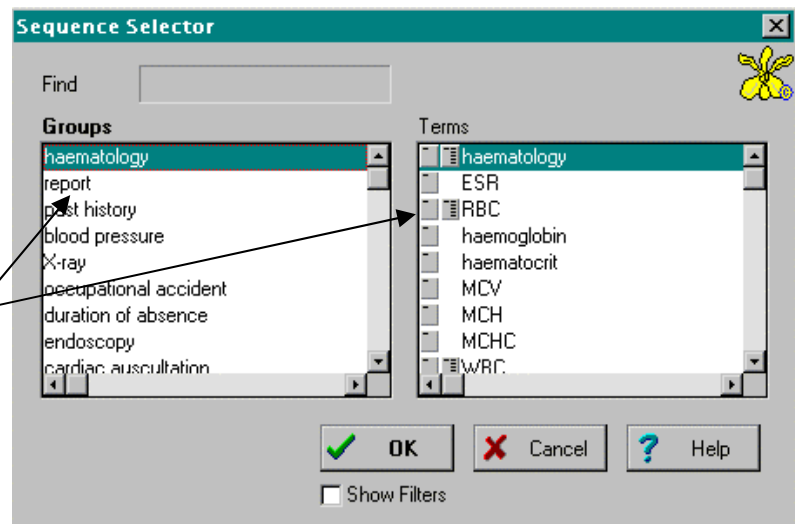 Sequence Selector
Find
Groups
haematology
report
past history
blood pressure
X-ray
occupational accident
duration of absence
endoscopy
cardiac auscultation
Terms
haematology
ESR
RBC
haemoglobin
haematocrit
MCV
MCH
MCHC
WBC
OK
Cancel
? Help
Show Filters